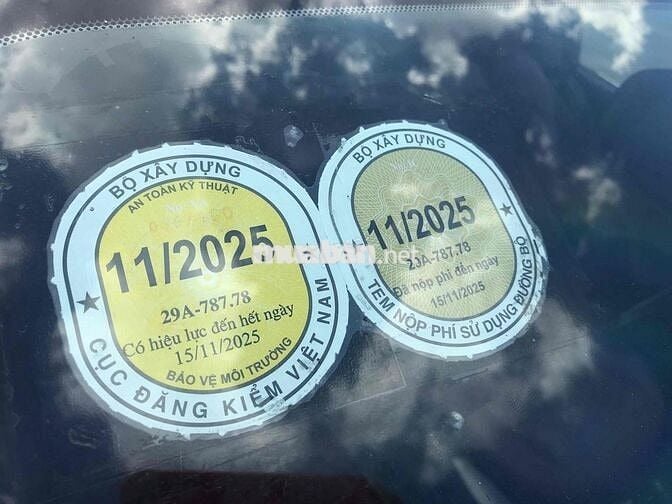 BỘ XÂY DỰNG
AN TOÀN KỸ THUẬT
11/2025
29A-787.78
Có hiệu lực đến hết ngày
15/11/2025
BẢO VỆ MÔI TRƯỜNG
CỤC ĐĂNG KIỂM VIỆT NAM
BỘ XÂY DỰNG
11/2025
29A-787.78
Đã nộp phí đến ngày
15/11/2025
TEM NỘP PHÍ SỬ DỤNG ĐƯỜNG BỘ
muaban.net